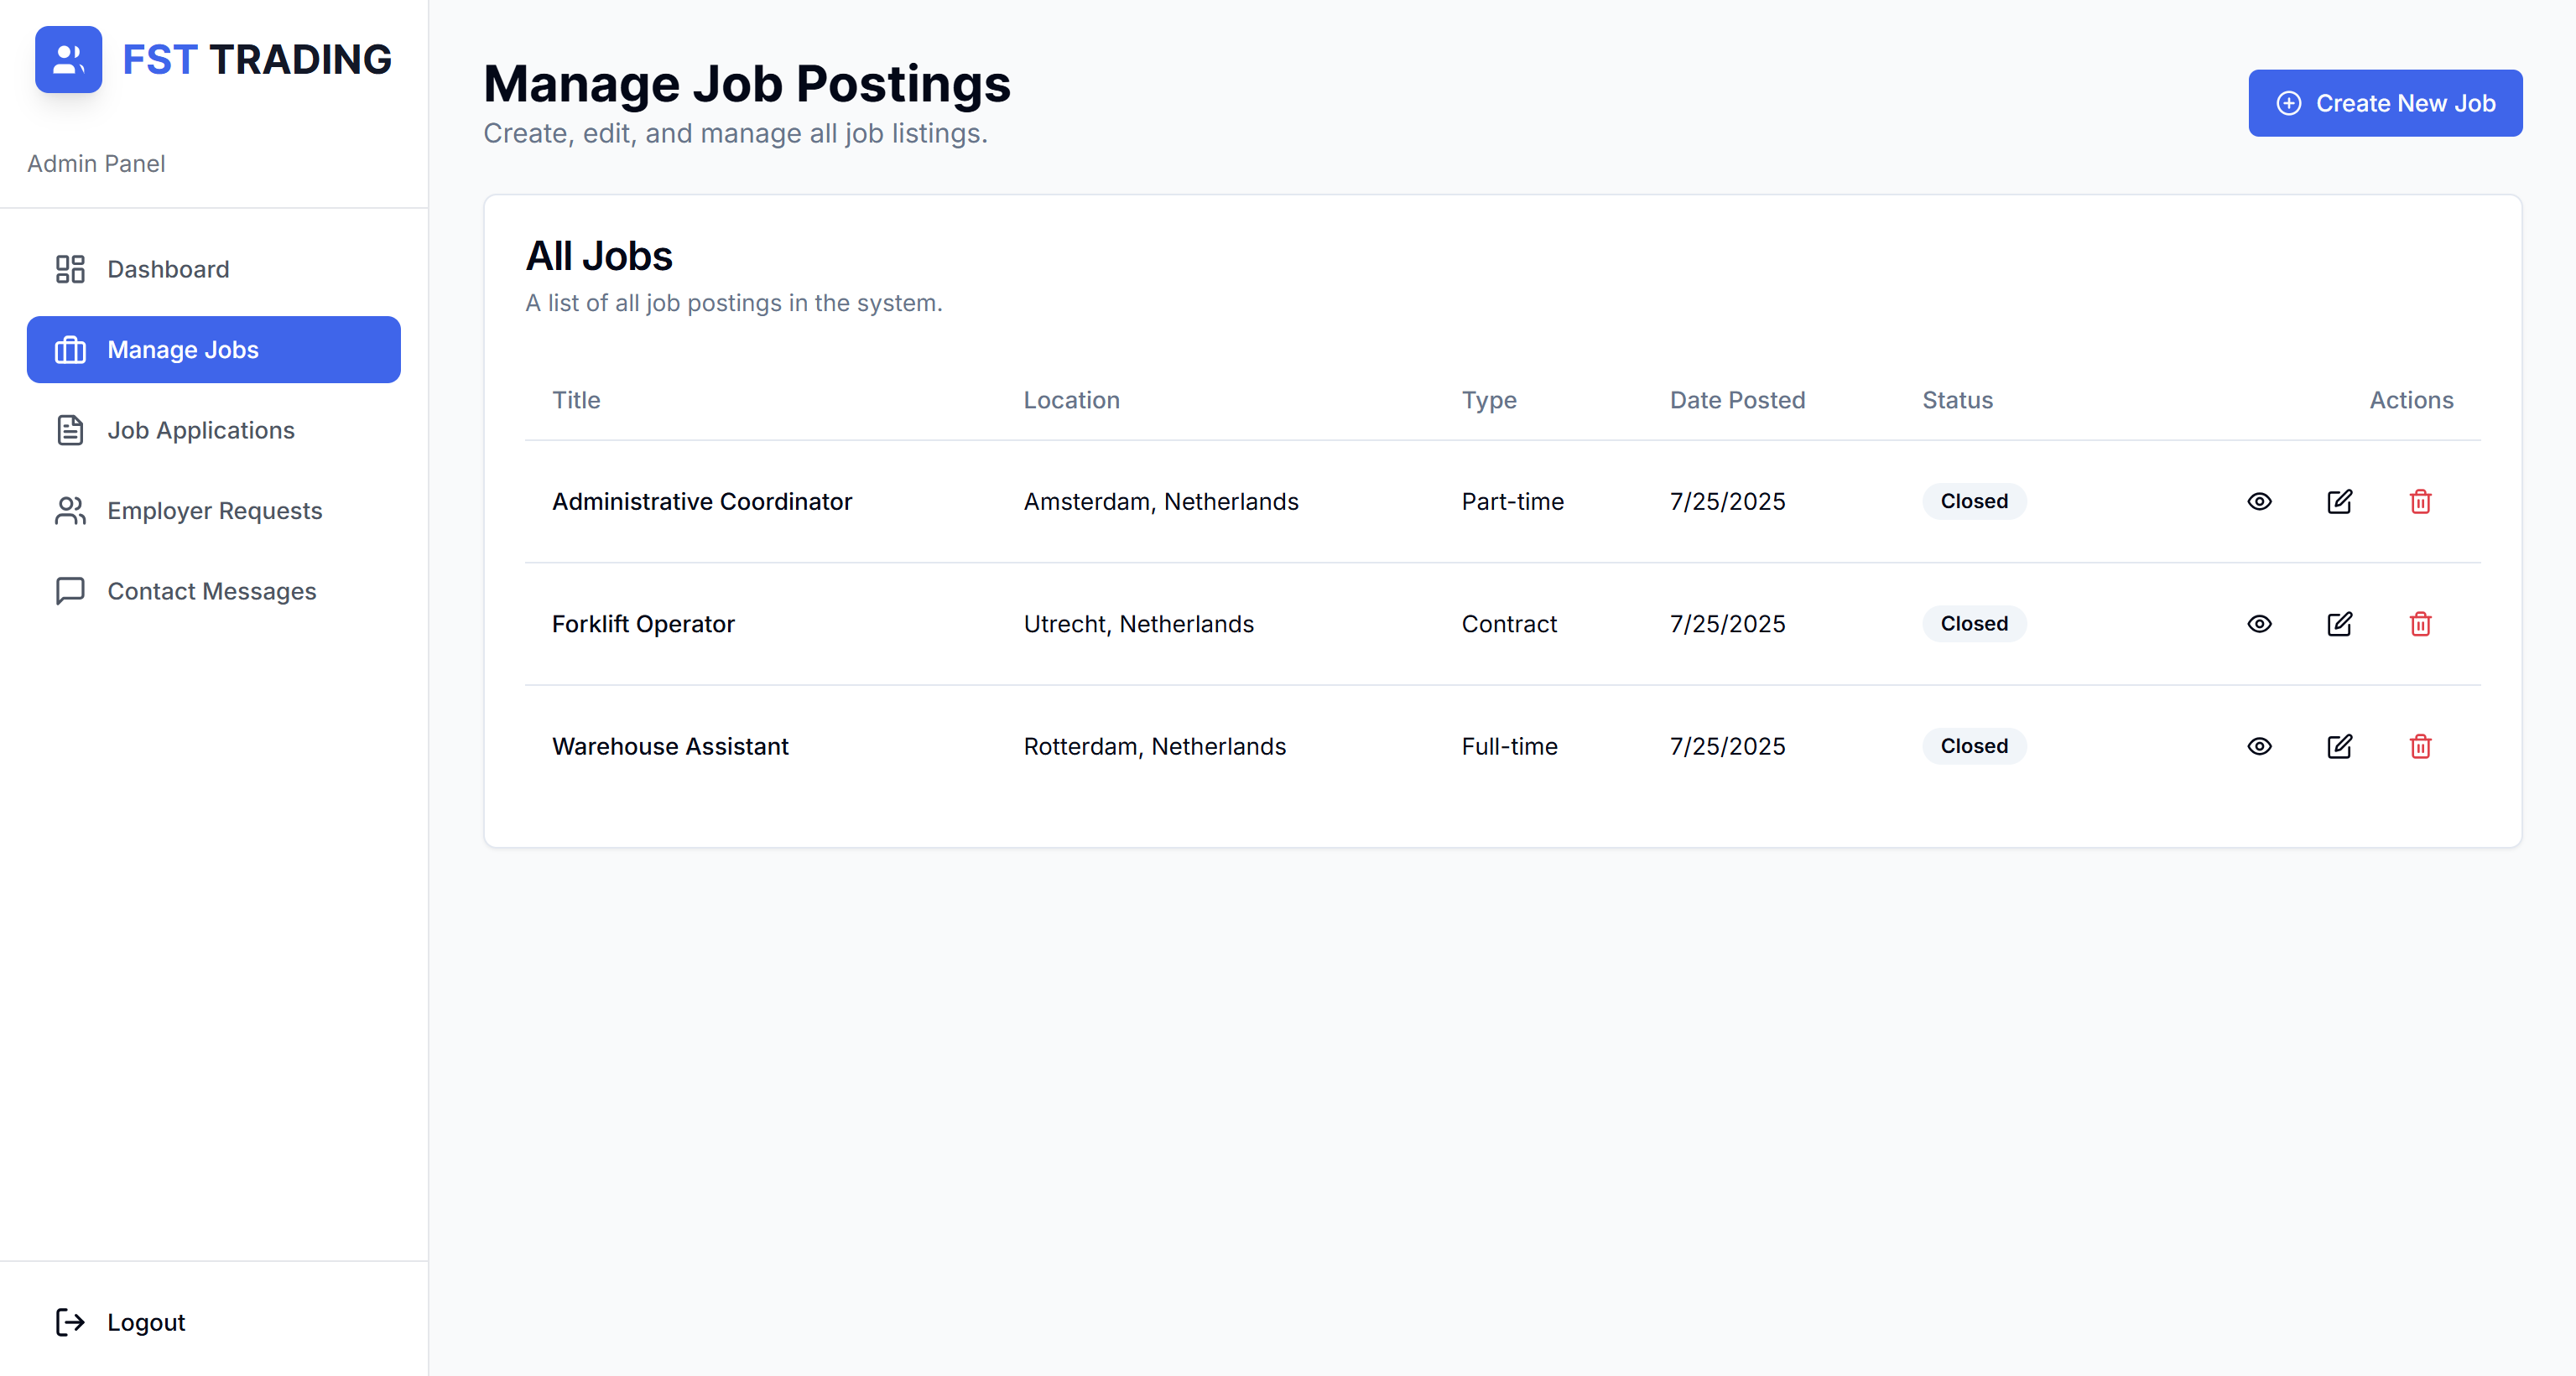 FST TRADING
Admin Panel
Dashboard
Manage Jobs
Job Applications
Employer Requests
Contact Messages
Logout
Manage Job Postings
Create, edit, and manage all job listings.
Create New Job
All Jobs
A list of all job postings in the system.
Title Location Type Date Posted Status Actions
Administrative Coordinator Amsterdam, Netherlands Part-time 7/25/2025 Closed
Forklift Operator Utrecht, Netherlands Contract 7/25/2025 Closed
Warehouse Assistant Rotterdam, Netherlands Full-time 7/25/2025 Closed